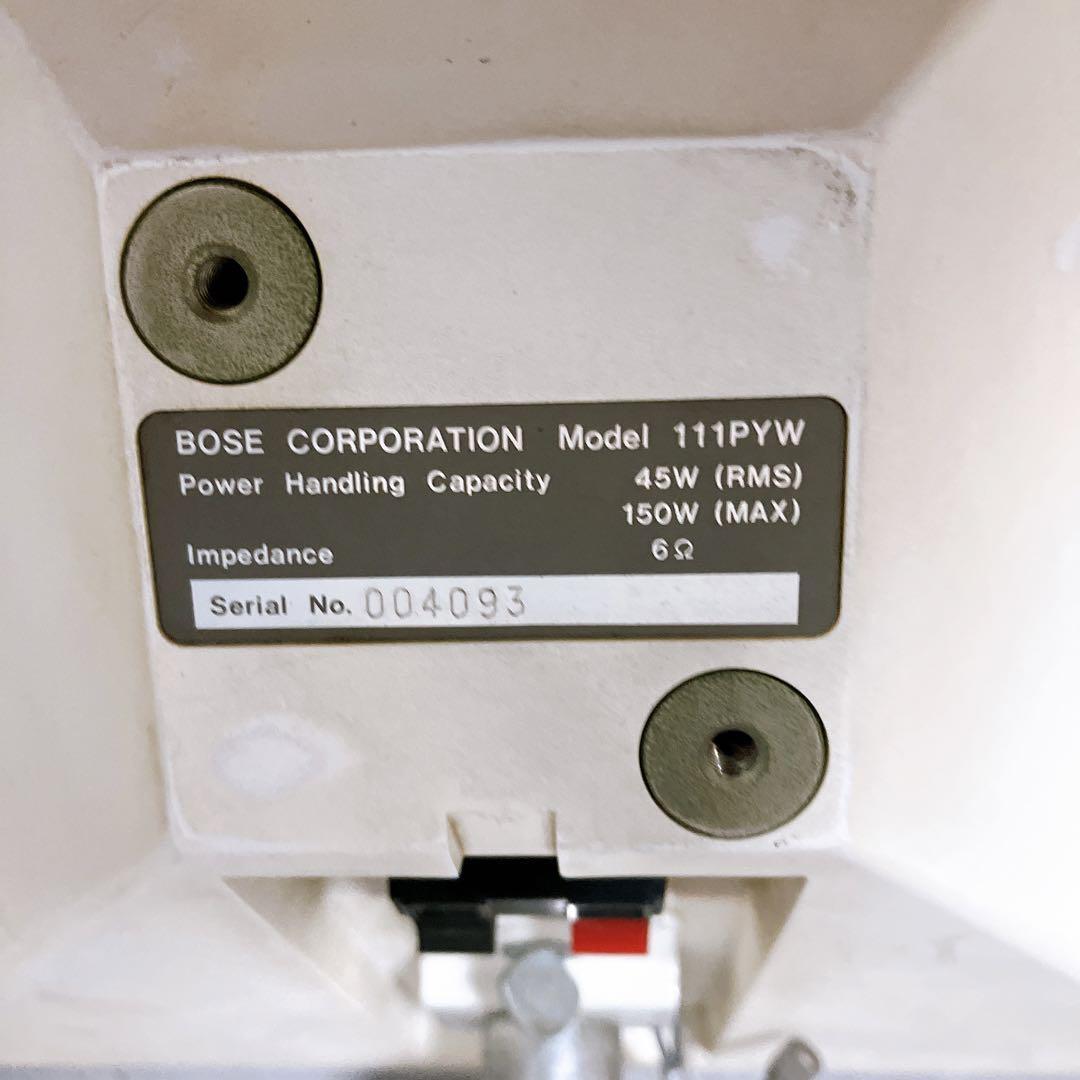 BOSE CORPORATION Model 111PYW
Power Handling Capacity 45W (RMS)
150W (MAX)
Impedance 6Ω
Serial No. 004093